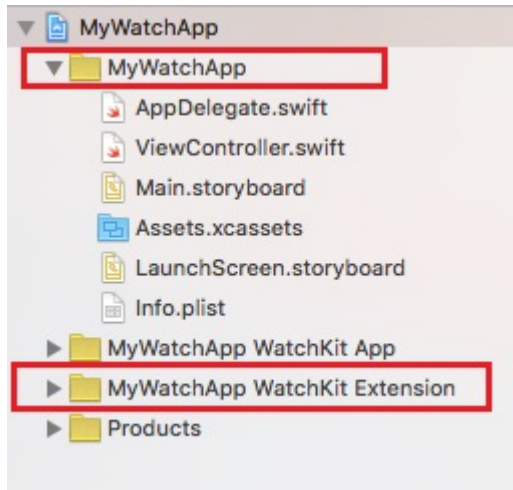 MyWatchApp
MyWatchApp
AppDelegate.swift
ViewController.swift
Main.storyboard
Assets.xcassets
LaunchScreen.storyboard
Info.plist
MyWatchApp WatchKit App
MyWatchApp WatchKit Extension
Products